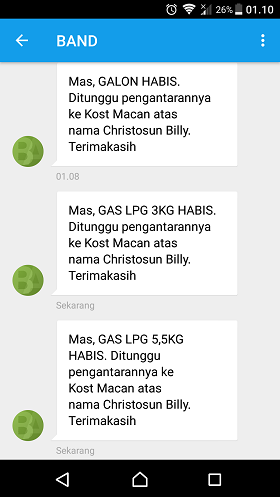 26% 01.10
BAND
Mas, GALON HABIS.
Ditunggu pengantarannya
ke Kost Macan atas
nama Christosun Billy.
Terimakasih
01.08
Mas, GAS LPG 3KG HABIS.
Ditunggu pengantarannya
ke Kost Macan atas
nama Christosun Billy.
Terimakasih
Sekarang
Mas, GAS LPG 5,5KG
HABIS. Ditunggu
pengantarannya ke
Kost Macan atas
nama Christosun Billy.
Terimakasih
Sekarang